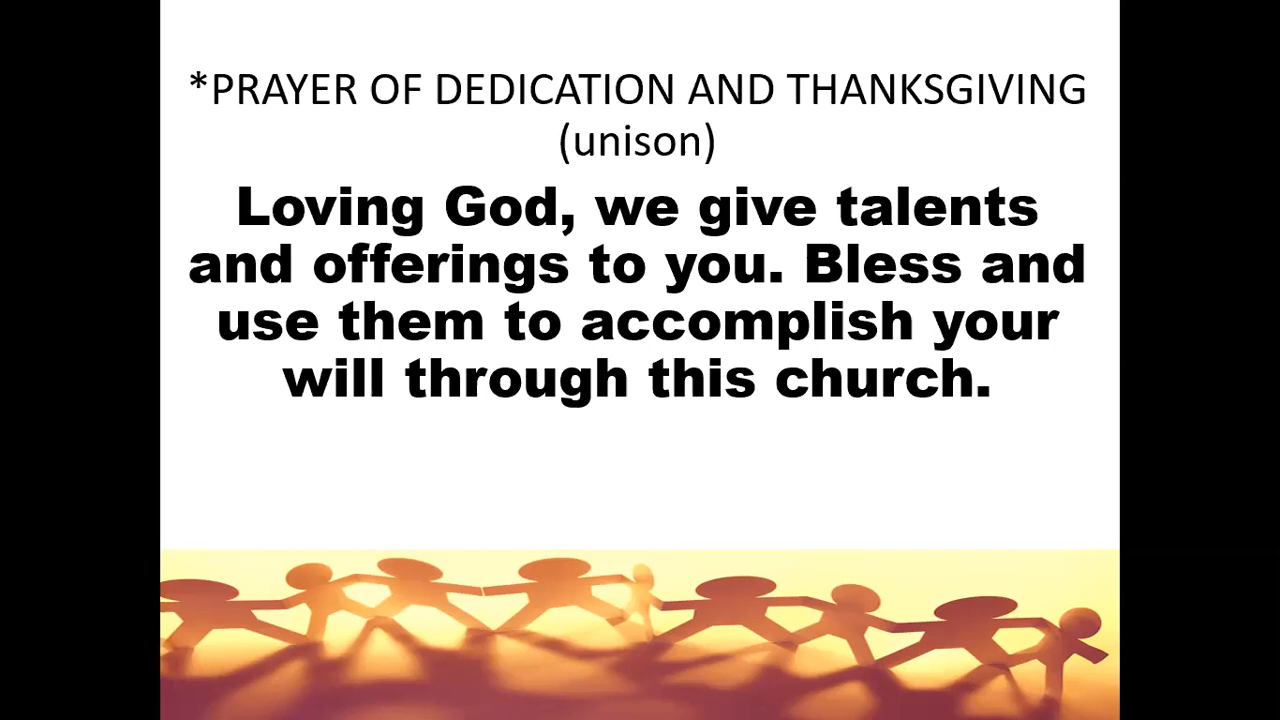 *PRAYER OF DEDICATION AND THANKSGIVING
(unison)
Loving God, we give talents
and offerings to you. Bless and
use them to accomplish your
will through this church.